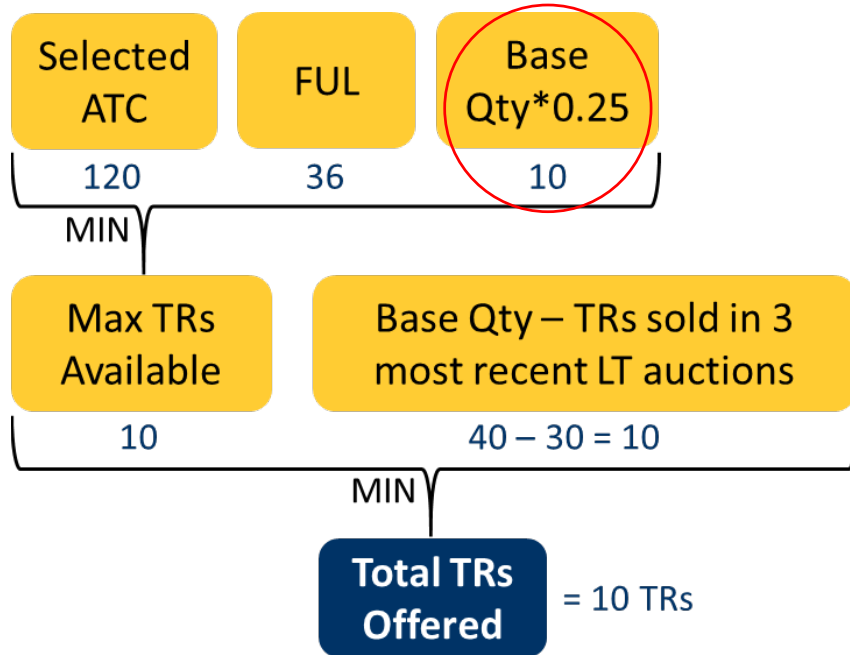 Selected
ATC
FUL
Base
Qty*0.25
120
36
10
MIN
Max TRs
Available
Base Qty – TRs sold in 3
most recent LT auctions
10
40 – 30 = 10
MIN
Total TRs
Offered
= 10 TRs